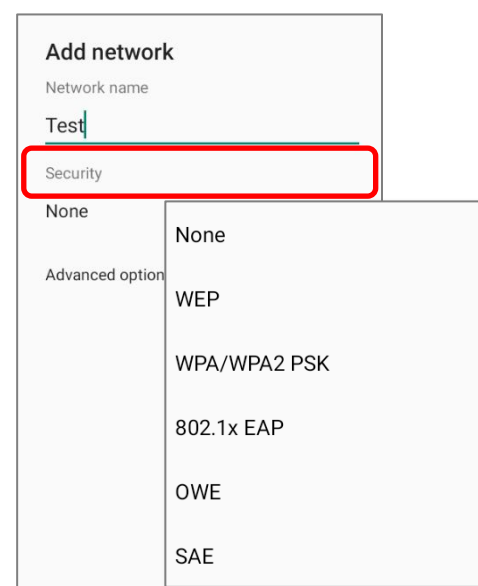 Add network
Network name
Test
Security
None
Advanced option
None
WEP
WPA/WPA2 PSK
802.1x EAP
OWE
SAE